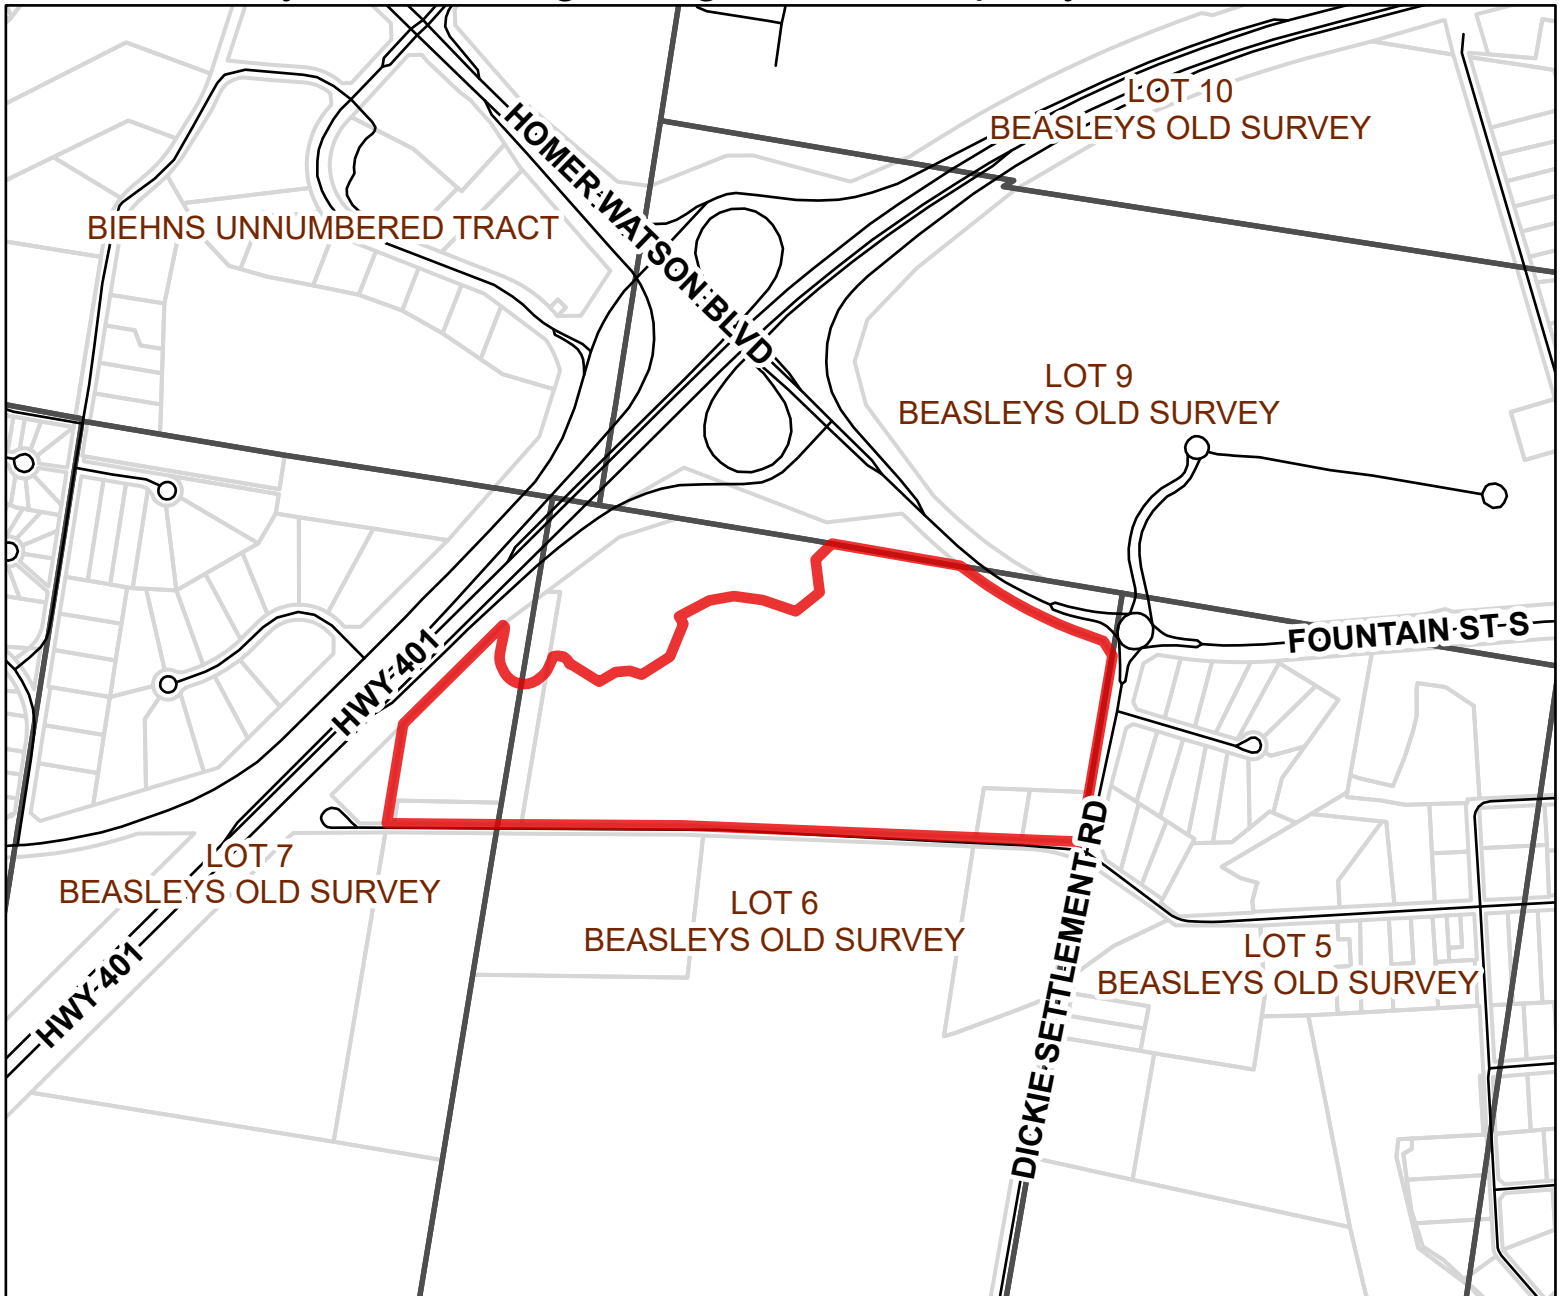 LOT 10
BEASLEYS OLD SURVEY
HOMER WATSON BLVD
BIEHNS UNNUMBERED TRACT
LOT 9
BEASLEYS OLD SURVEY
FOUNTAIN ST S
HWY 401
LOT 7
BEASLEYS OLD SURVEY
LOT 6
BEASLEYS OLD SURVEY
DICKIE SETTLEMENT RD
LOT 5
BEASLEYS OLD SURVEY
HWY 401